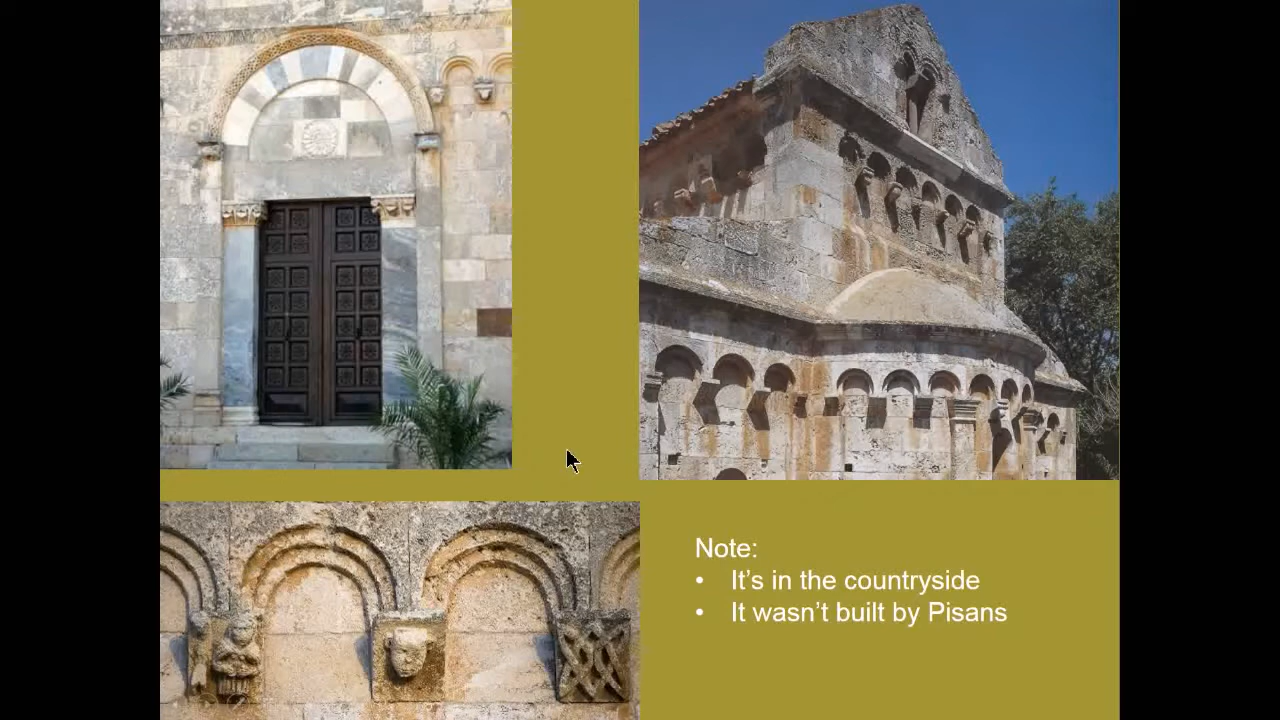 Note:
• It’s in the countryside
• It wasn’t built by Pisans